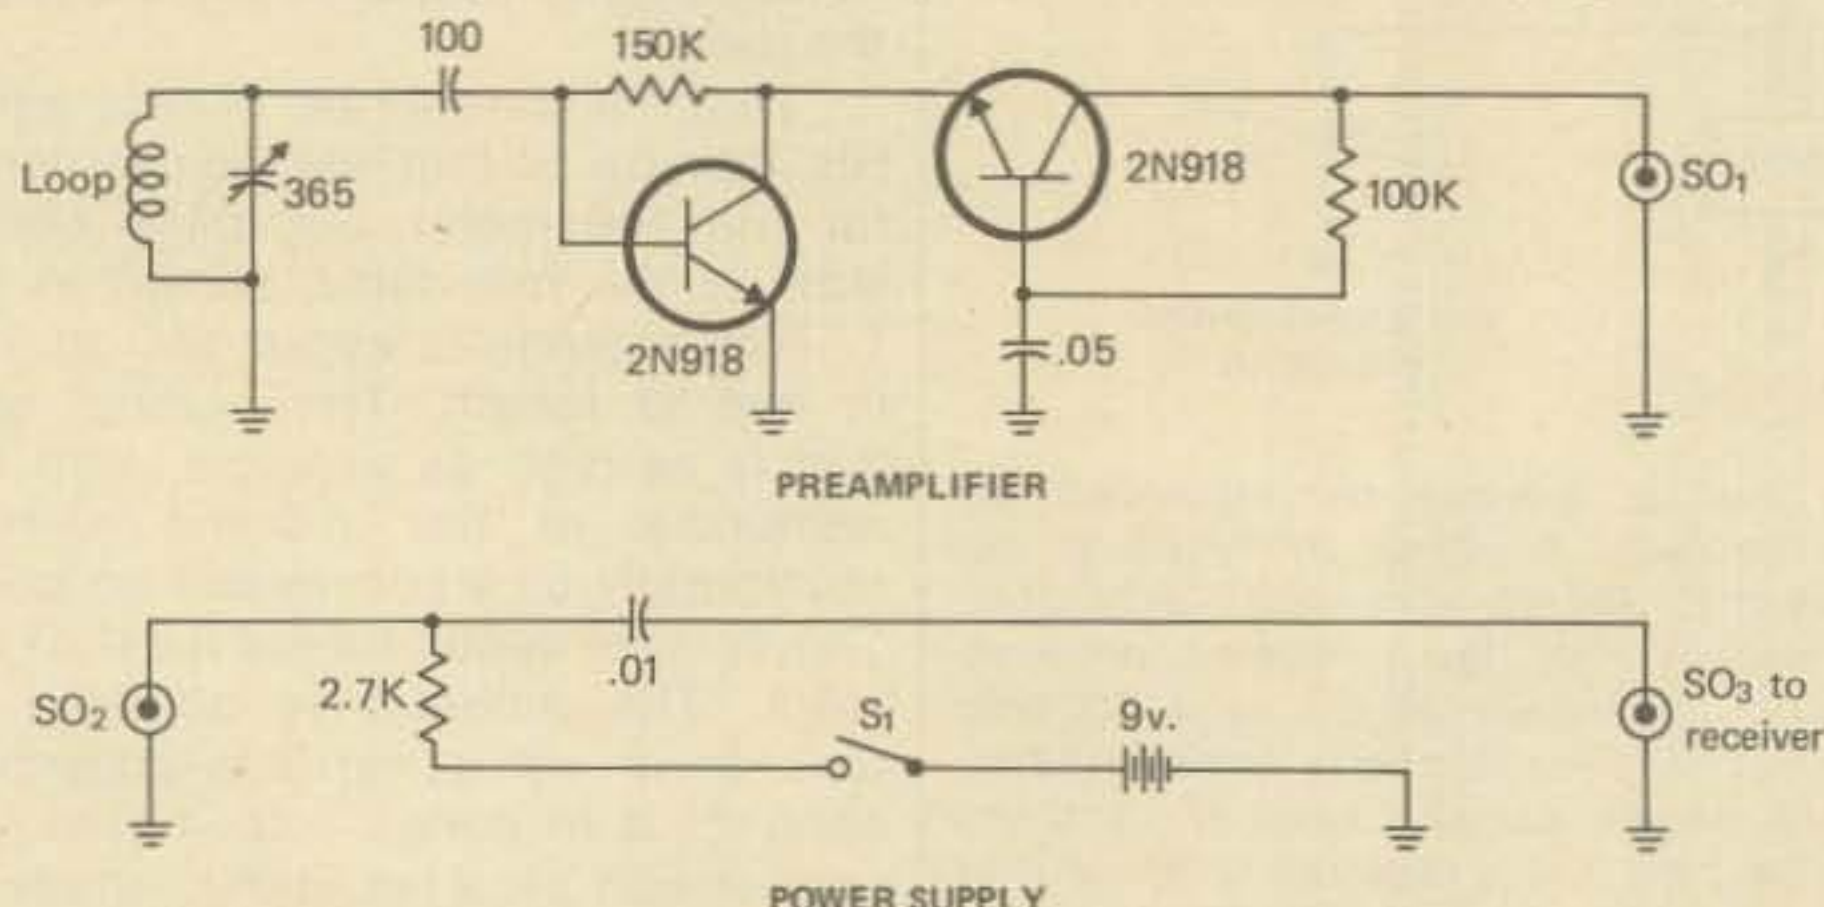 100
150K
Loop
365
2N918
2N918
100K
SO1
.05
PREAMPLIFIER
SO2
2.7K
.01
S1
9v.
SO3 to
receiver
POWER SUPPLY